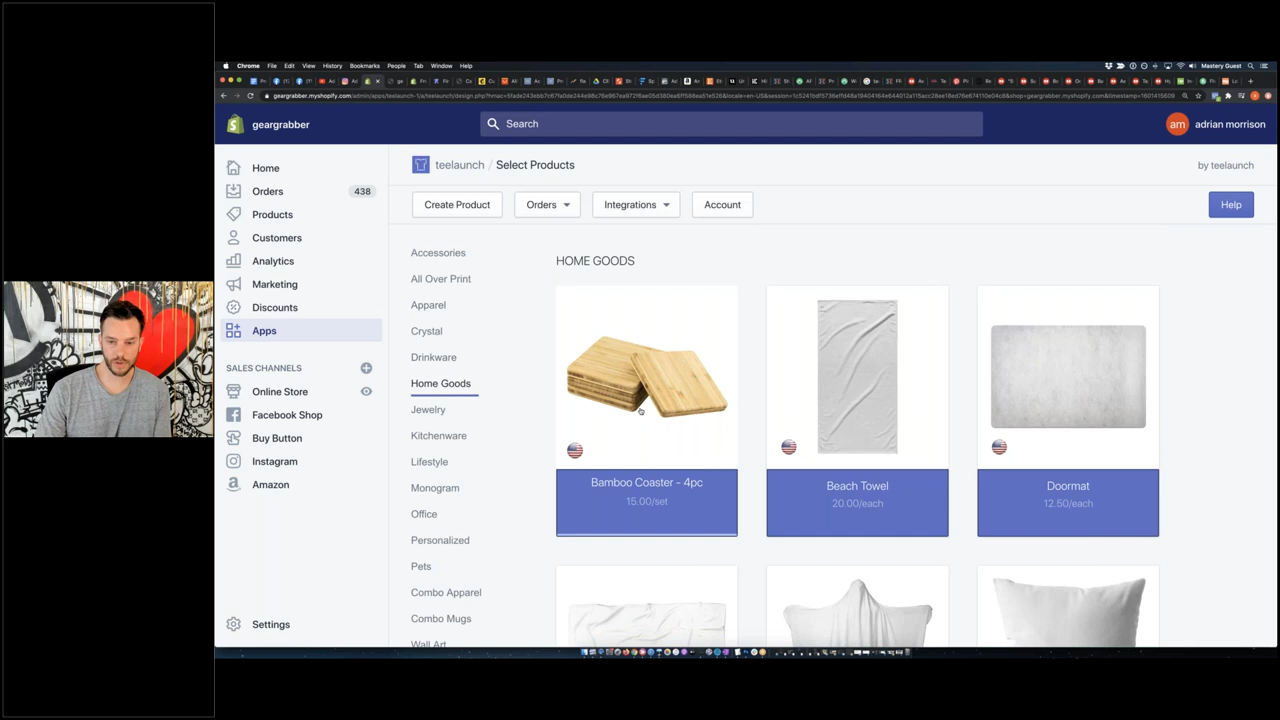 Chrome File Edit View History Bookmarks People Tab Window Help
Mastery Guest
geargrabber
Search
am adrian morrison
Home
Orders 438
Products
Customers
Analytics
Marketing
Discounts
Apps
SALES CHANNELS
Online Store
Facebook Shop
Buy Button
Instagram
Amazon
Settings
teelaunch / Select Products
by teelaunch
Create Product
Orders
Integrations
Account
Help
Accessories
All Over Print
Apparel
Crystal
Drinkware
Home Goods
Jewelry
Kitchenware
Lifestyle
Monogram
Office
Personalized
Pets
Combo Apparel
Combo Mugs
Wall Art
HOME GOODS
Bamboo Coaster - 4pc
15.00/set
Beach Towel
20.00/each
Doormat
12.50/each